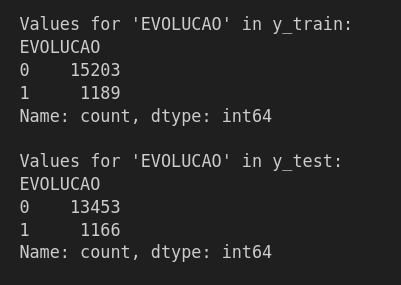 Values for 'EVOLUCAO' in y_train:
EVOLUCAO
0    15203
1     1189
Name: count, dtype: int64

Values for 'EVOLUCAO' in y_test:
EVOLUCAO
0    13453
1     1166
Name: count, dtype: int64